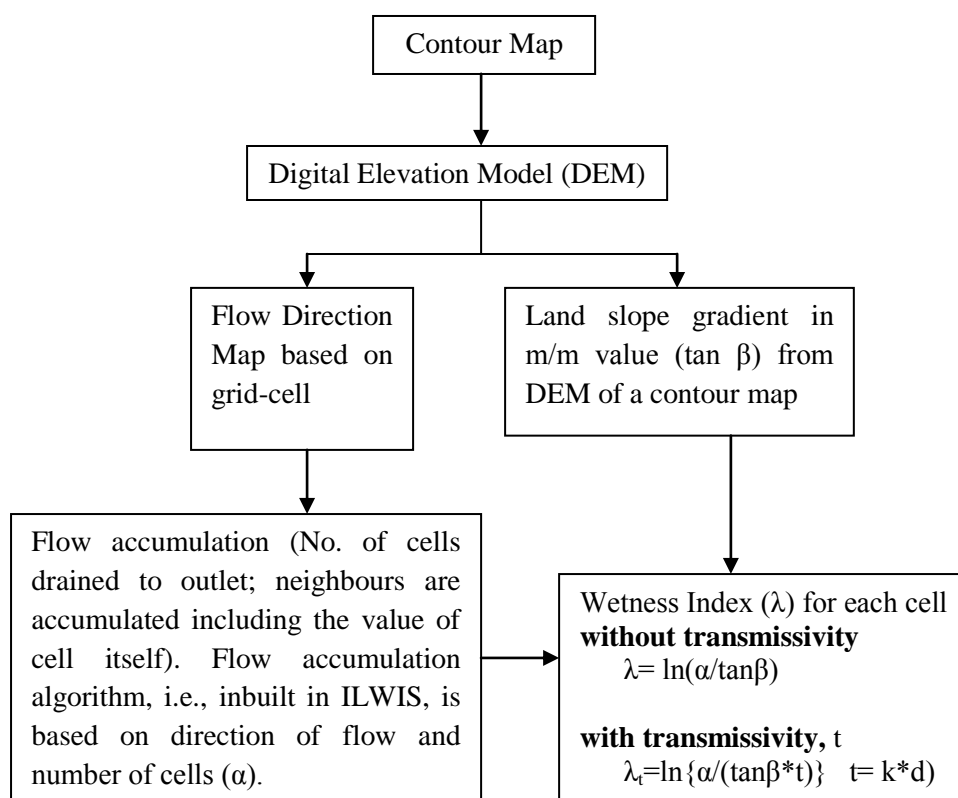 Contour Map
Digital Elevation Model (DEM)
Flow Direction
Map based on
grid-cell
Land slope gradient in
m/m value (tan β) from
DEM of a contour map
Flow accumulation (No. of cells
drained to outlet; neighbours are
accumulated including the value of
cell itself). Flow accumulation
algorithm, i.e., inbuilt in ILWIS, is
based on direction of flow and
number of cells (α).
Wetness Index (λ) for each cell
without transmissivity
λ= ln(α/tanβ)
with transmissivity, t
λₜ=ln{α/(tanβ*t)} t= k*d)